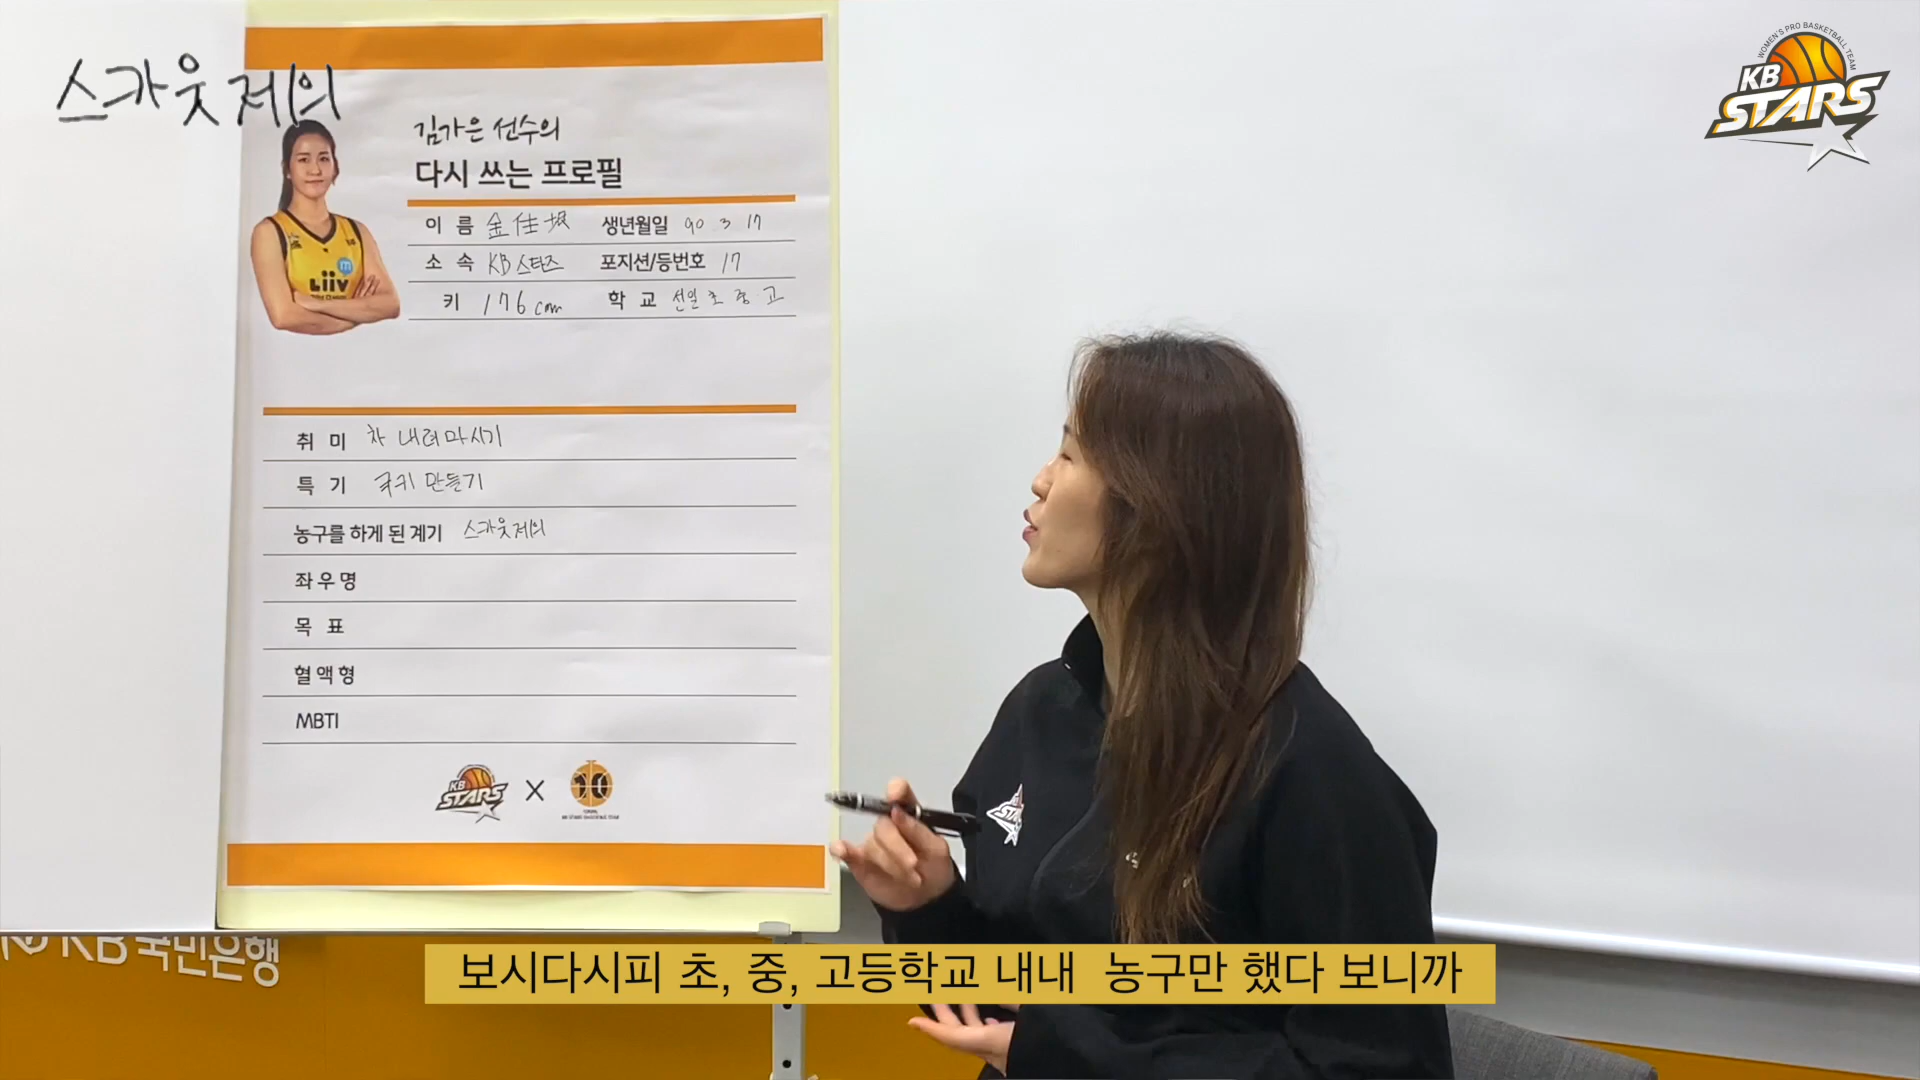 스카웃 제의
WOMEN'S PRO BASKETBALL TEAM
KB
STARS
김가은 선수의
다시 쓰는 프로필
이 름 金佳垠 생년월일 90 3 17
소 속 KB스타즈 포지션/등번호 17
키 176cm 학 교 선일초 중 고
Liiv
취 미 차 내려마시기
특 기 쿠키 만들기
농구를 하게 된 계기 스카웃 제의
좌 우 명
목 표
혈 액 형
MBTI
KB STARS X 10
STARS
KB국민은행
보시다시피 초, 중, 고등학교 내내 농구만 했다 보니까